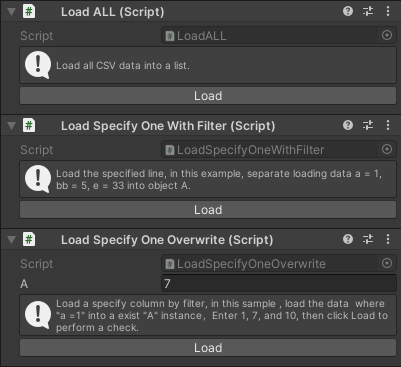 Load ALL (Script)
Script LoadALL
Load all CSV data into a list.
Load
Load Specify One With Filter (Script)
Script LoadSpecifyOneWithFilter
Load the specified line, in this example, separate loading data a = 1,
bb = 5, e = 33 into object A.
Load
Load Specify One Overwrite (Script)
Script LoadSpecifyOneOverwrite
A 7
Load a specify column by filter, in this sample , load the data  where
"a =1" into a exist "A" instance，Enter 1, 7, and 10, then click Load to
perform a check.
Load